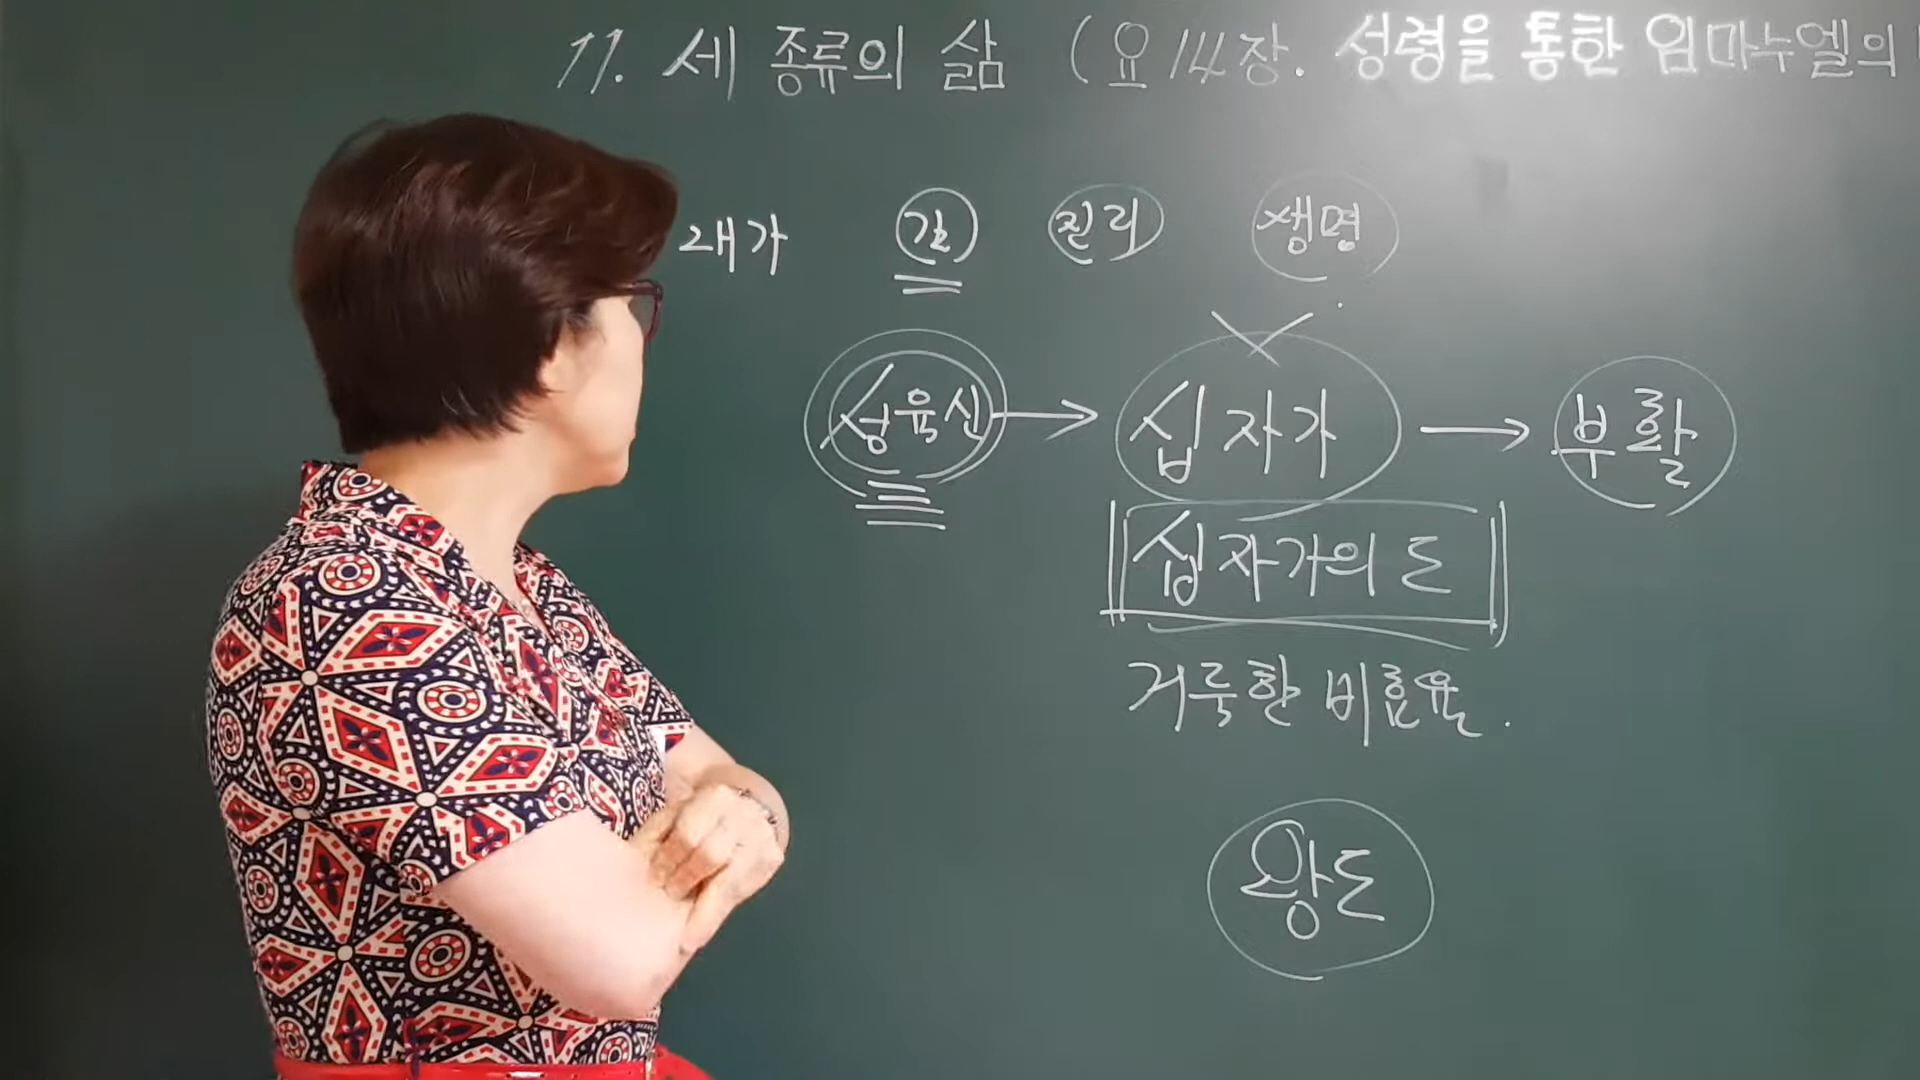 11. 세 종류의 삶 (요 14장. 성령을 통한 임마누엘의
내가 길 진리 생명
성육신 → 십자가 → 부활
십자가의 도
거룩한 비효율.
왕도